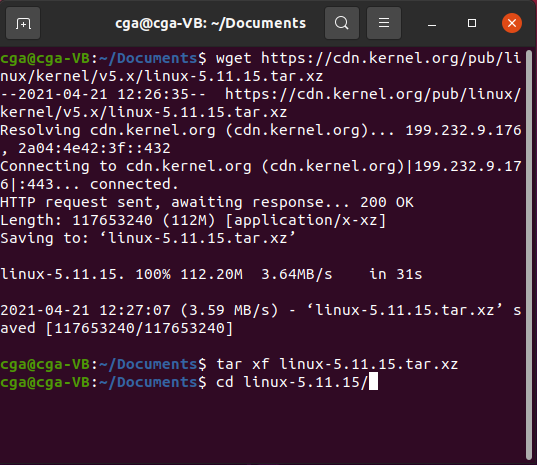 cga@cga-VB: ~/Documents
cga@cga-VB:~/Documents$ wget https://cdn.kernel.org/pub/li
nux/kernel/v5.x/linux-5.11.15.tar.xz
--2021-04-21 12:26:35--  https://cdn.kernel.org/pub/linux/
kernel/v5.x/linux-5.11.15.tar.xz
Resolving cdn.kernel.org (cdn.kernel.org)... 199.232.9.176
, 2a04:4e42:3f::432
Connecting to cdn.kernel.org (cdn.kernel.org)|199.232.9.17
6|:443... connected.
HTTP request sent, awaiting response... 200 OK
Length: 117653240 (112M) [application/x-xz]
Saving to: ‘linux-5.11.15.tar.xz’
linux-5.11.15. 100% 112.20M  3.64MB/s    in 31s
2021-04-21 12:27:07 (3.59 MB/s) - ‘linux-5.11.15.tar.xz’ s
aved [117653240/117653240]
cga@cga-VB:~/Documents$ tar xf linux-5.11.15.tar.xz
cga@cga-VB:~/Documents$ cd linux-5.11.15/